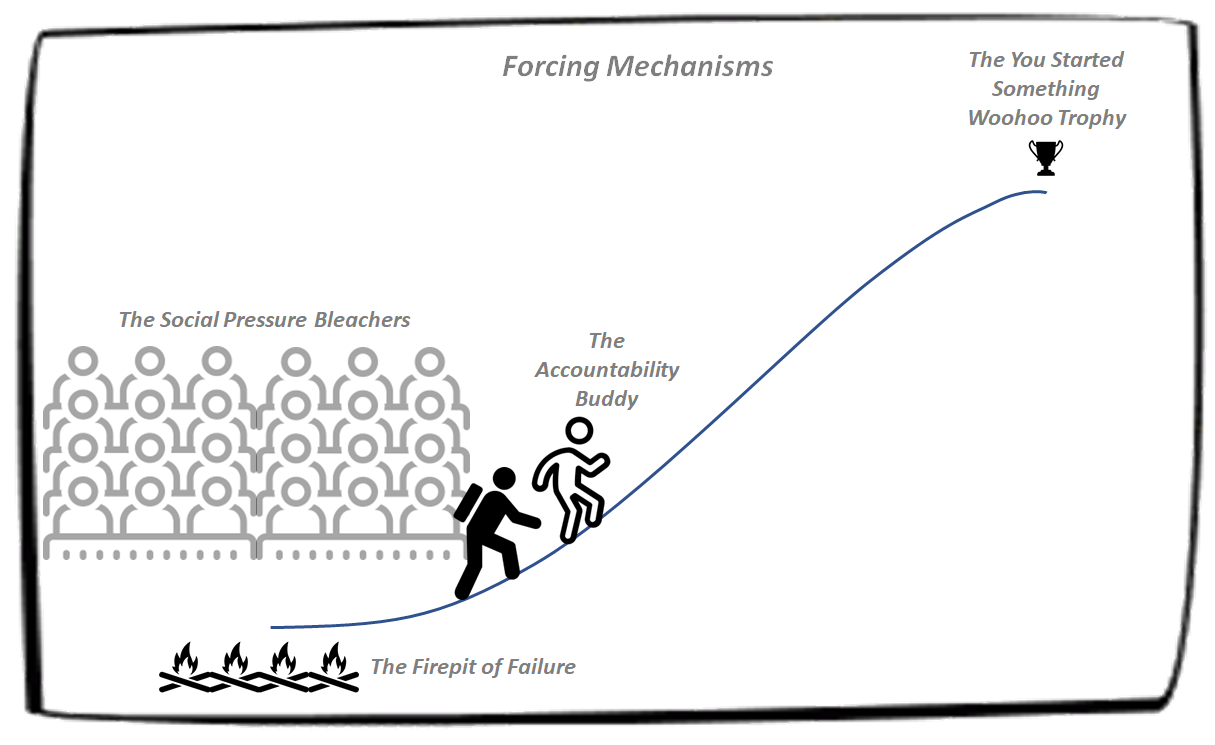 Forcing Mechanisms
The You Started
Something
Woohoo Trophy
The Social Pressure Bleachers
The
Accountability
Buddy
The Firepit of Failure